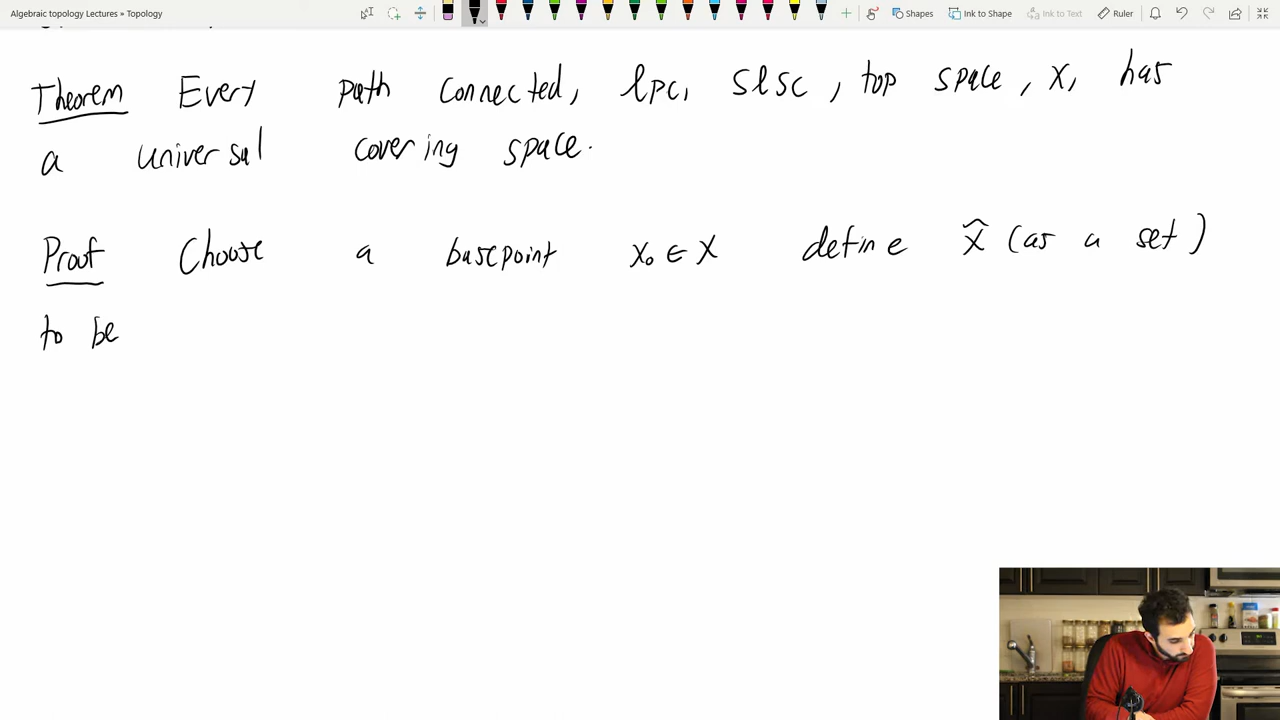 Algebraic topology Lectures » Topology
Shapes Ink to Shape Ink to Text Ruler
Theorem Every path connected, lpc, slsc, top space, X, has
a universal covering space.
Proof Choose a basepoint x₀ ∈ X define X̂ (as a set)
to be